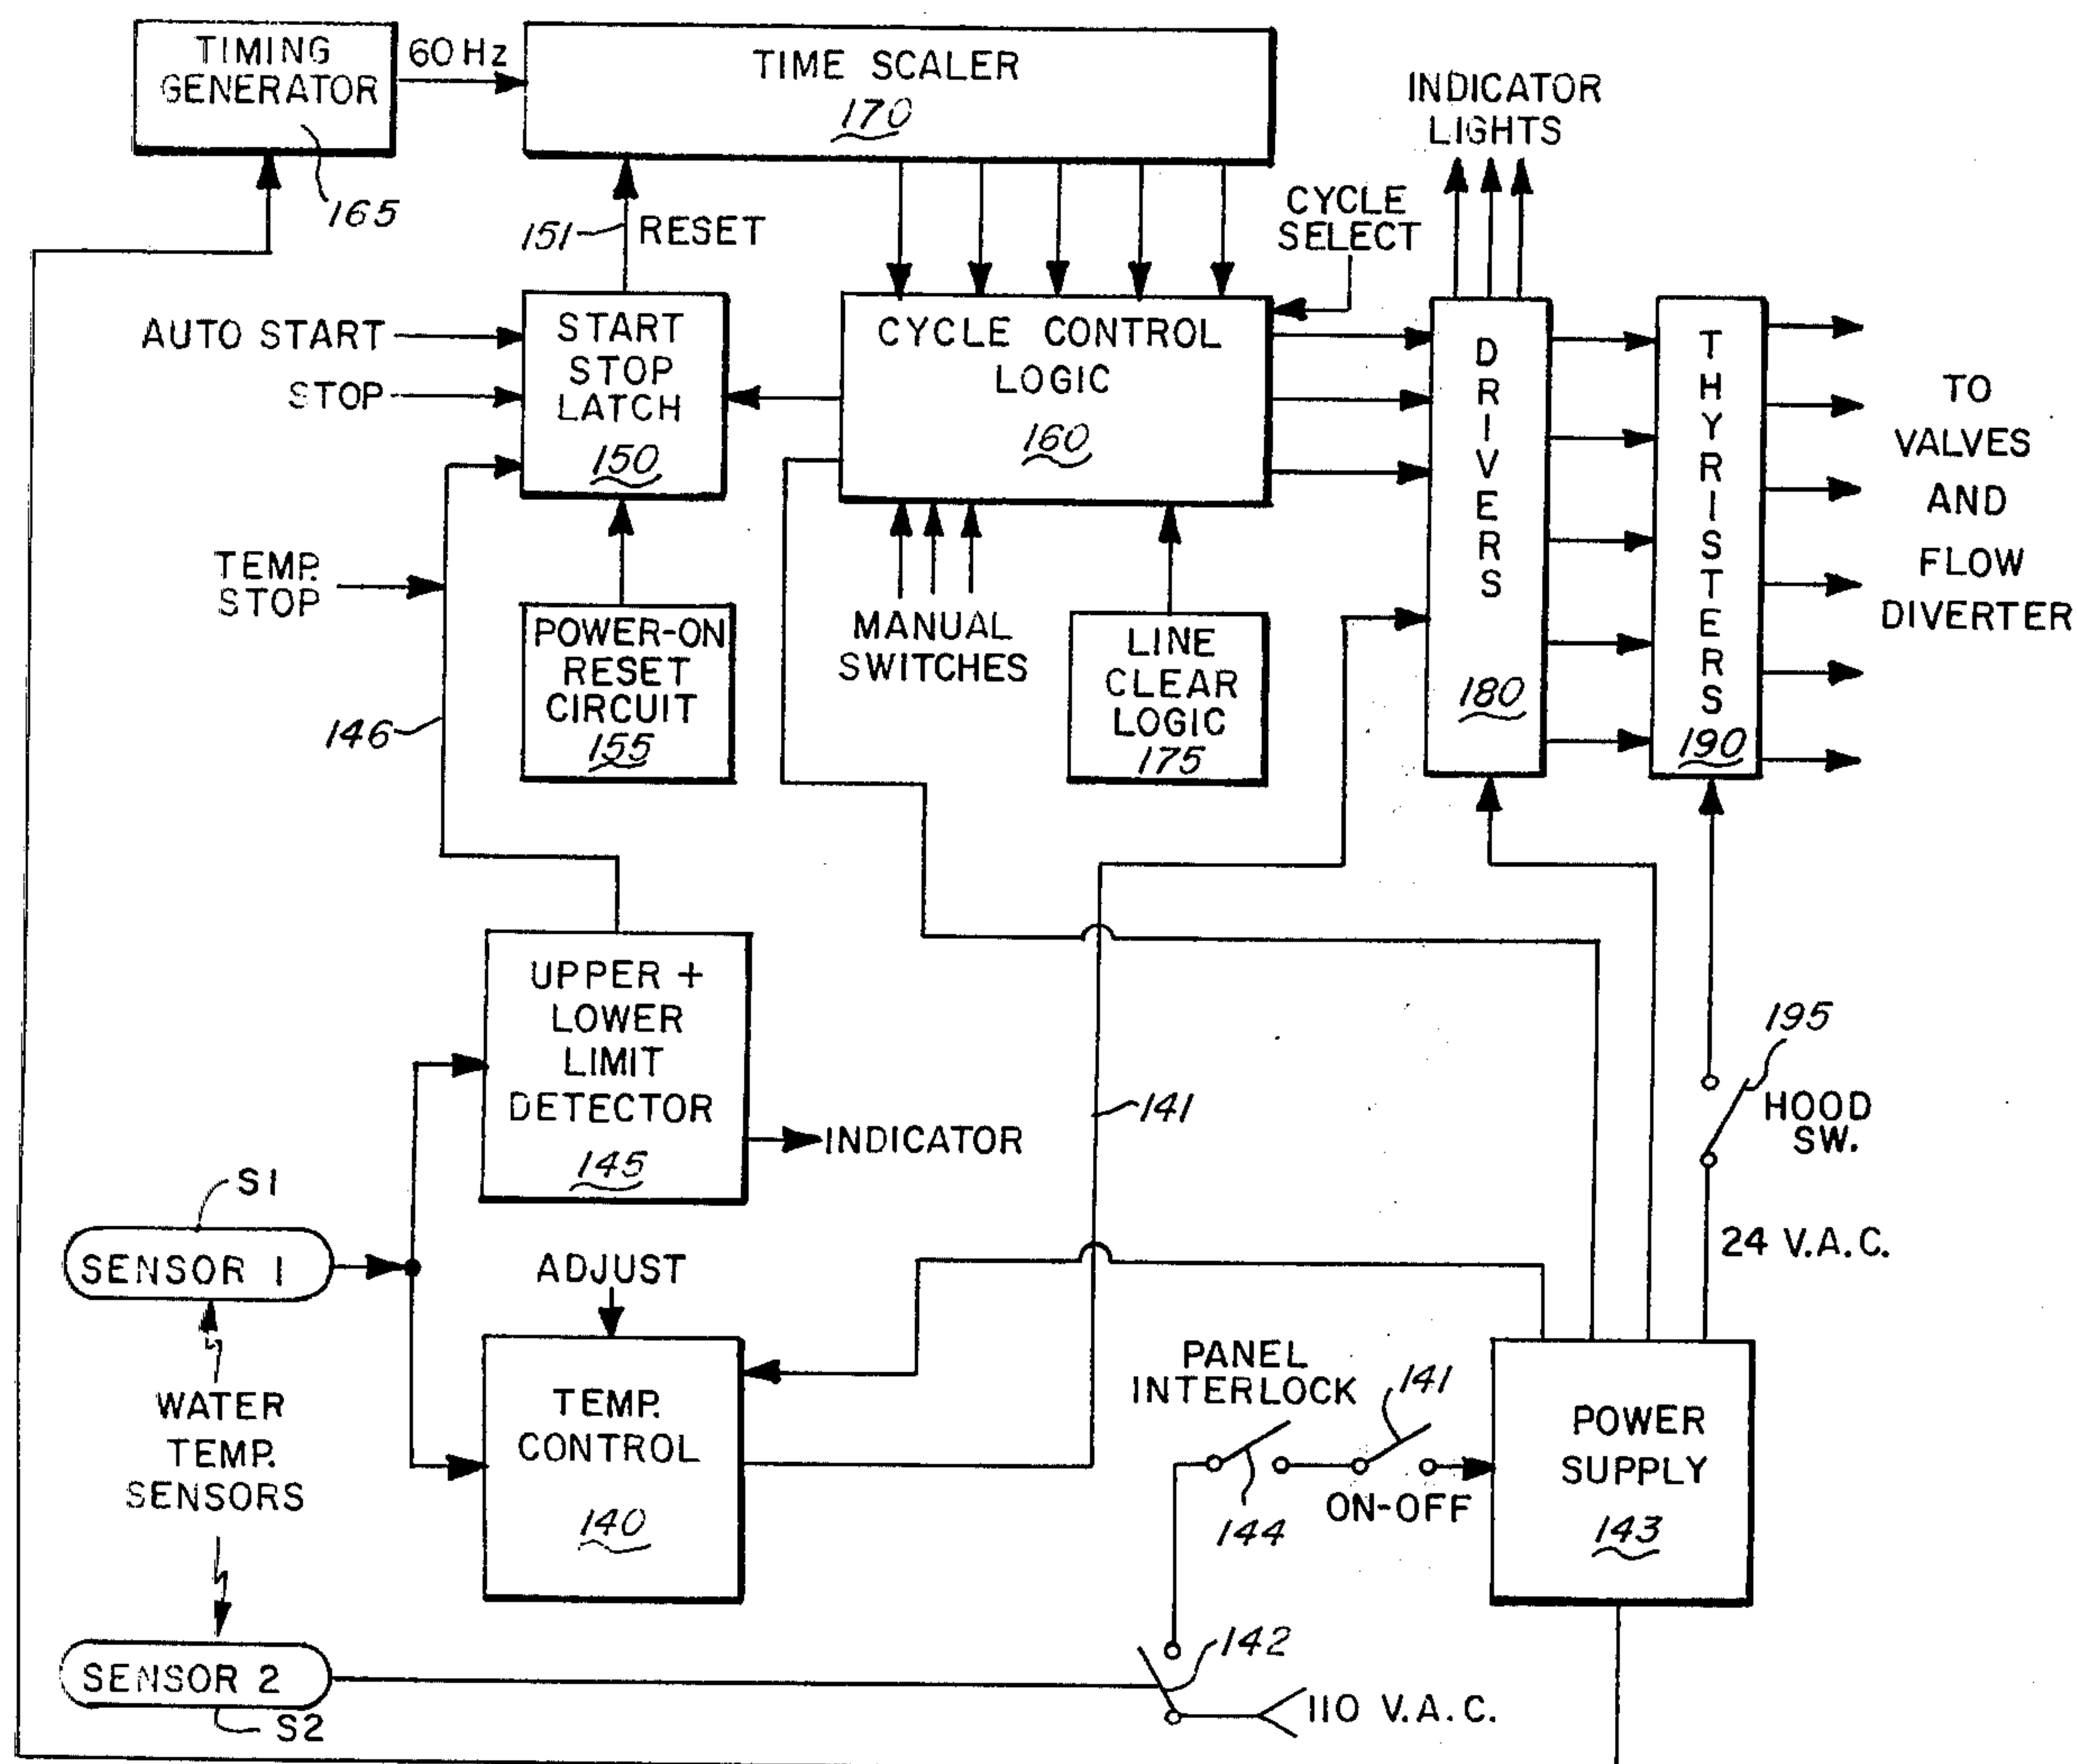 TIMING
GENERATOR
165
60 Hz
TIME SCALER
170
INDICATOR
LIGHTS
151
RESET
CYCLE
SELECT
AUTO START
STOP
START
STOP
LATCH
150
CYCLE CONTROL
LOGIC
160
DRIVERS
180
THYRISTERS
190
TO
VALVES
AND
FLOW
DIVERTER
TEMP.
STOP
146
POWER-ON
RESET
CIRCUIT
155
MANUAL
SWITCHES
LINE
CLEAR
LOGIC
175
UPPER +
LOWER
LIMIT
DETECTOR
145
INDICATOR
141
195
HOOD
SW.
24 V.A.C.
S1
SENSOR 1
WATER
TEMP.
SENSORS
SENSOR 2
S2
ADJUST
TEMP.
CONTROL
140
PANEL
INTERLOCK
141
144
ON-OFF
POWER
SUPPLY
143
142
110 V.A.C.